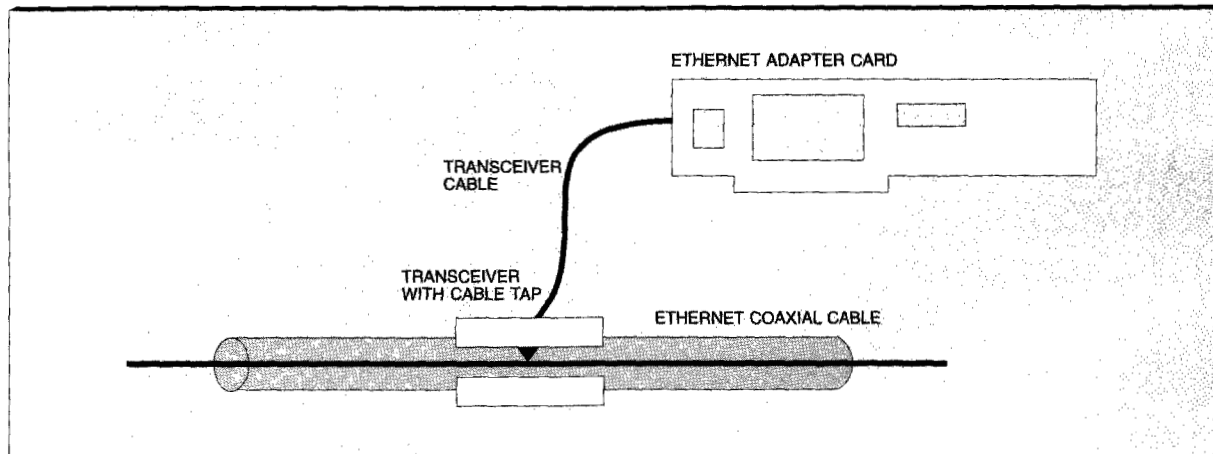 ETHERNET ADAPTER CARD
TRANSCEIVER
CABLE
TRANSCEIVER
WITH CABLE TAP
ETHERNET COAXIAL CABLE